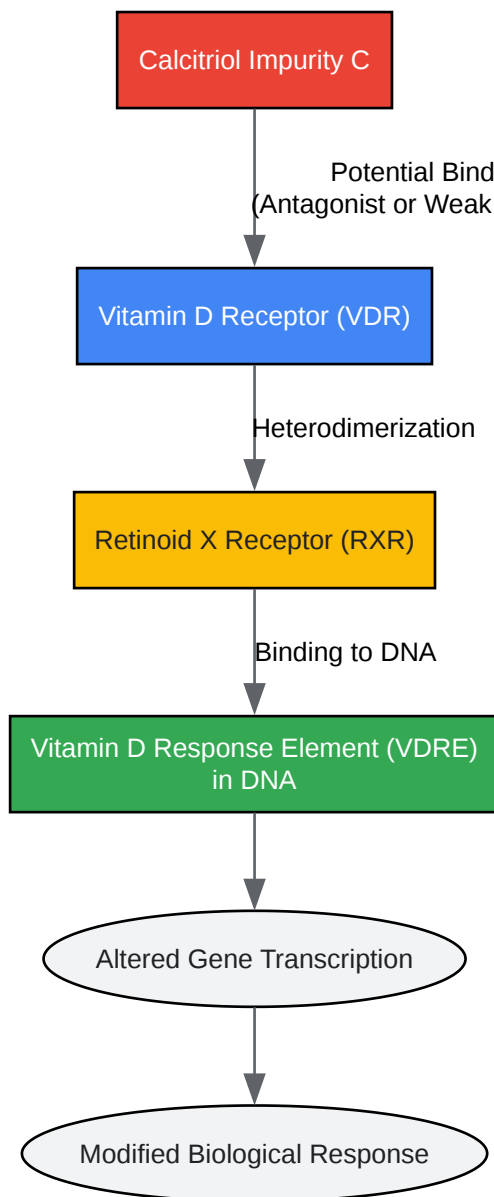 Calcitriol Impurity C
Potential Bind
(Antagonist or Weak
Vitamin D Receptor (VDR)
Heterodimerization
Retinoid X Receptor (RXR)
Binding to DNA
Vitamin D Response Element (VDRE)
in DNA
Altered Gene Transcription
Modified Biological Response